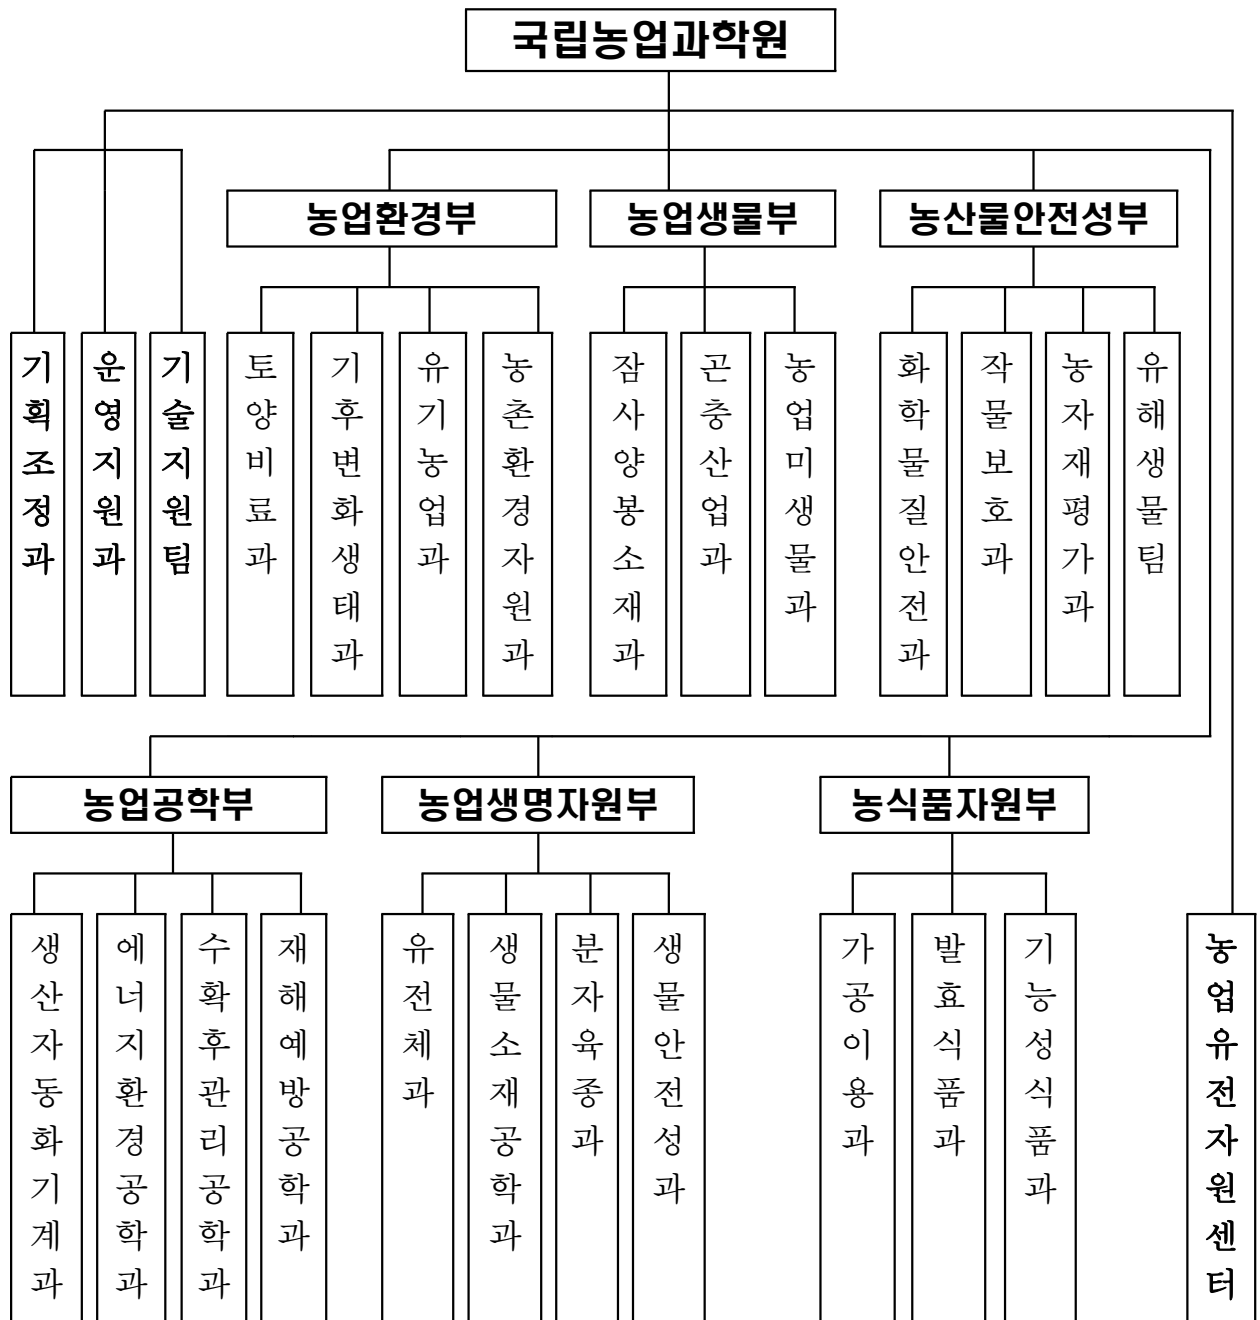 국립농업과학원
농업환경부
농업생물부
농산물안전성부
기획조정과
운영지원과
기술지원팀
토양비료과
기후변화생태과
유기농업과
농촌환경자원과
잠사양봉소재과
곤충산업과
농업미생물과
화학물질안전과
작물보호과
농자재평가과
유해생물팀
농업공학부
농업생명자원부
농식품자원부
생산자동화기계과
에너지환경공학과
수확후관리공학과
재해예방공학과
유전체과
생물소재공학과
분자육종과
생물안전성과
가공이용과
발효식품과
기능성식품과
농업유전자원센터